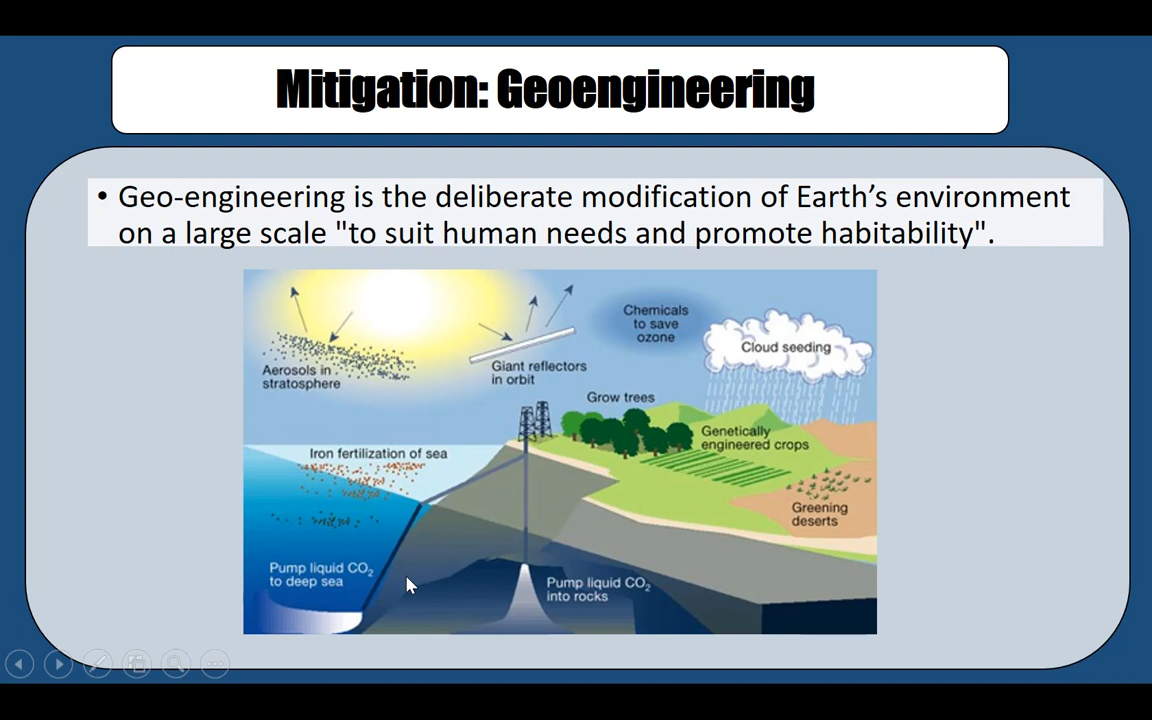 Mitigation: Geoengineering
• Geo-engineering is the deliberate modification of Earth’s environment
on a large scale "to suit human needs and promote habitability".
Chemicals
to save
ozone
Cloud seeding
Aerosols in
stratosphere
Giant reflectors
in orbit
Grow trees
Genetically
engineered crops
Iron fertilization of sea
Greening
deserts
Pump liquid CO₂
to deep sea
Pump liquid CO₂
into rocks